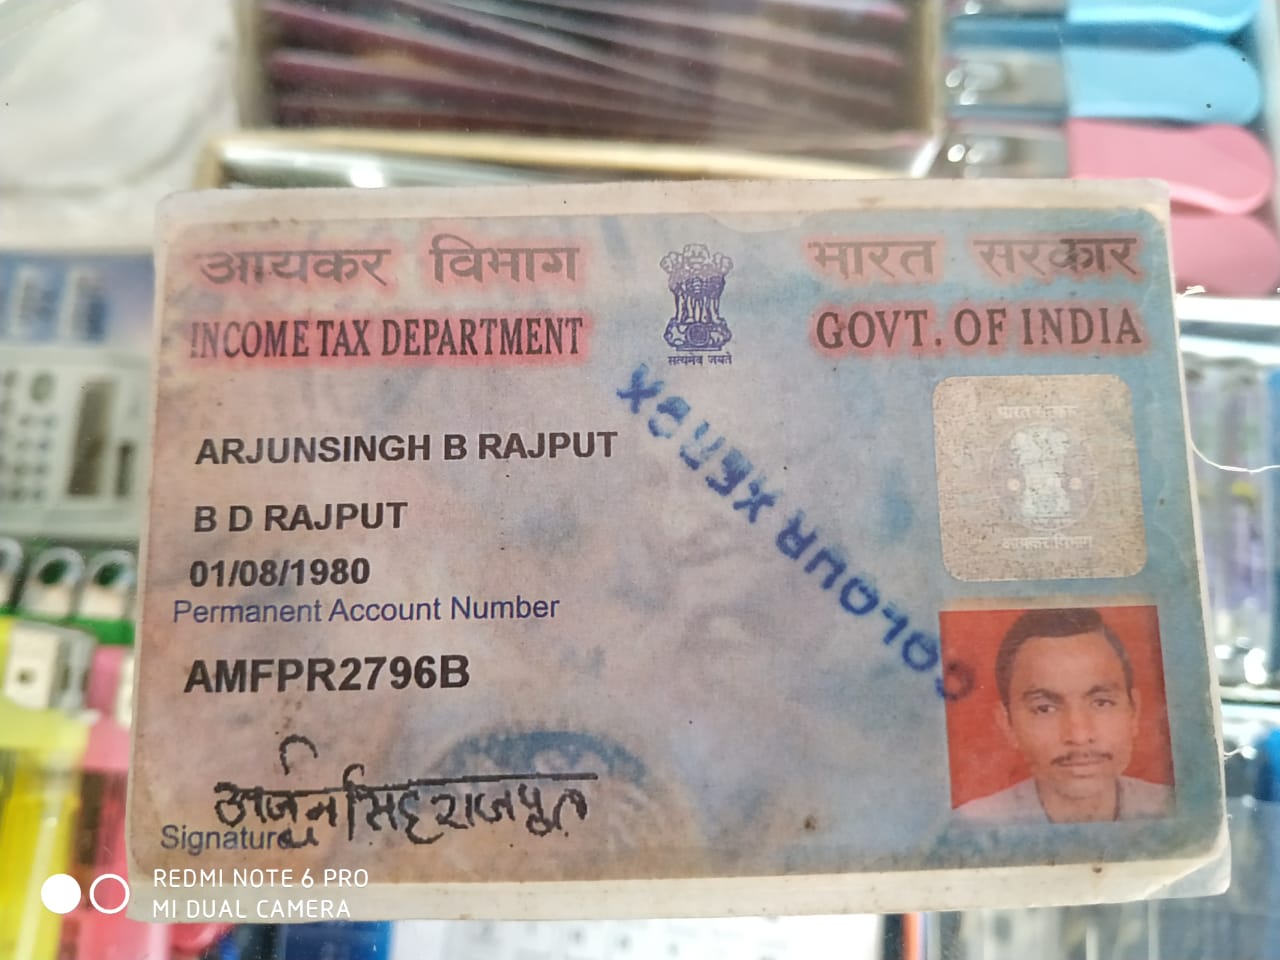 आयकर विभाग
INCOME TAX DEPARTMENT
भारत सरकार
GOVT. OF INDIA
सत्यमेव जयते
ARJUNSINGH B RAJPUT
B D RAJPUT
01/08/1980
Permanent Account Number
AMFPR2796B
COLOUR XEROX
भारत सरकार
आयकर विभाग
अर्जुनसिंह राजपूत
Signature
REDMI NOTE 6 PRO
MI DUAL CAMERA